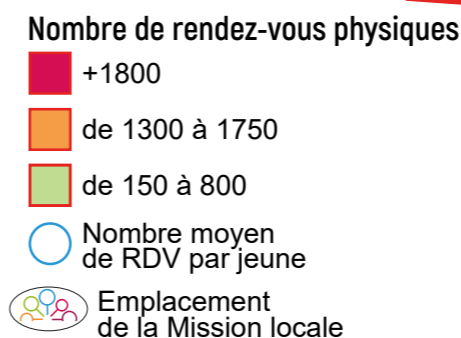 Nombre de rendez-vous physiques
+1800
de 1300 à 1750
de 150 à 800
Nombre moyen
de RDV par jeune
Emplacement
de la Mission locale